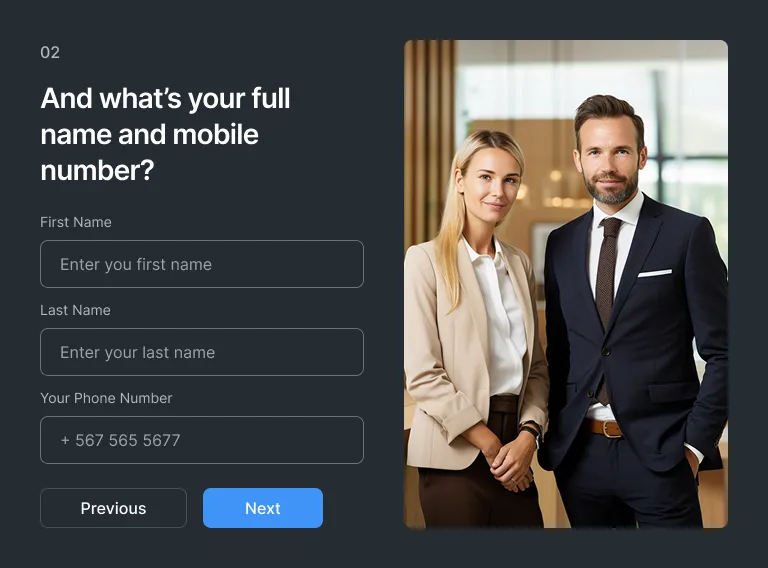 02
And what’s your full
name and mobile
number?
First Name
Enter you first name
Last Name
Enter your last name
Your Phone Number
+ 567 565 5677
Previous
Next